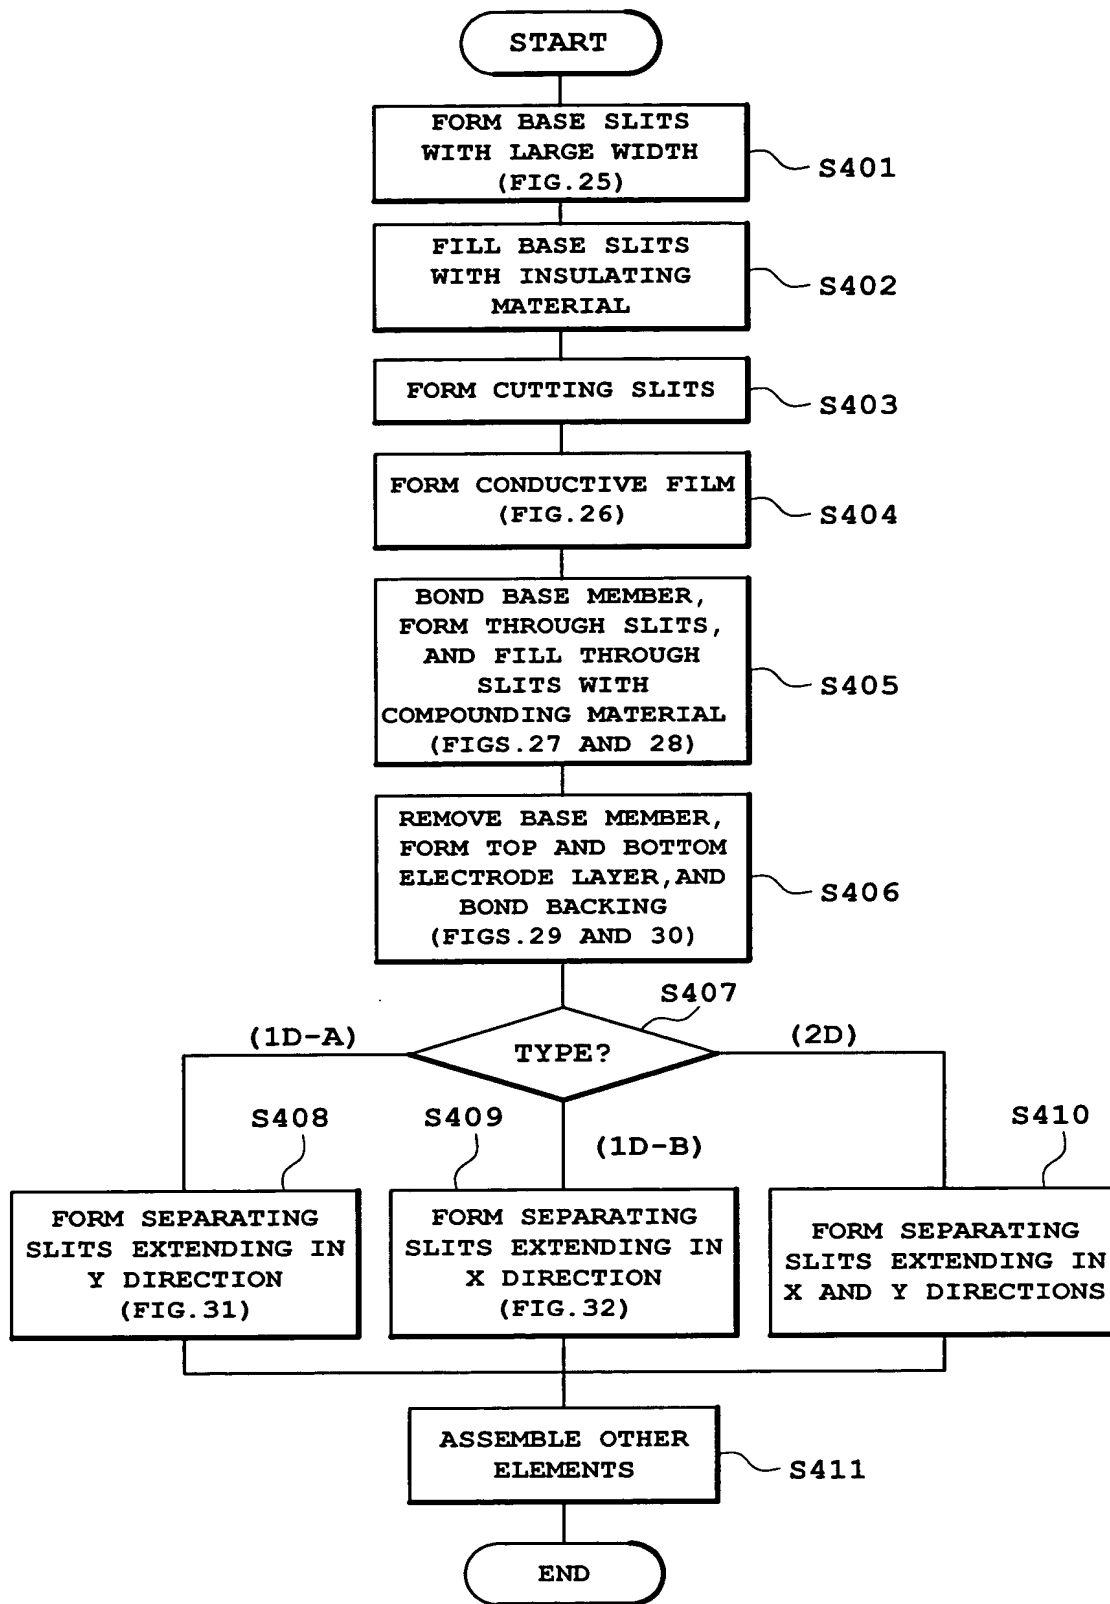 START
FORM BASE SLITS
WITH LARGE WIDTH
(FIG.25)
S401
FILL BASE SLITS
WITH INSULATING
MATERIAL
S402
FORM CUTTING SLITS
S403
FORM CONDUCTIVE FILM
(FIG.26)
S404
BOND BASE MEMBER,
FORM THROUGH SLITS,
AND FILL THROUGH
SLITS WITH
COMPOUNDING MATERIAL
(FIGS.27 AND 28)
S405
REMOVE BASE MEMBER,
FORM TOP AND BOTTOM
ELECTRODE LAYER,AND
BOND BACKING
(FIGS.29 AND 30)
S406
S407
TYPE?
(1D-A)
(1D-B)
(2D)
S408
FORM SEPARATING
SLITS EXTENDING IN
Y DIRECTION
(FIG.31)
S409
FORM SEPARATING
SLITS EXTENDING IN
X DIRECTION
(FIG.32)
S410
FORM SEPARATING
SLITS EXTENDING IN
X AND Y DIRECTIONS
ASSEMBLE OTHER
ELEMENTS
S411
END